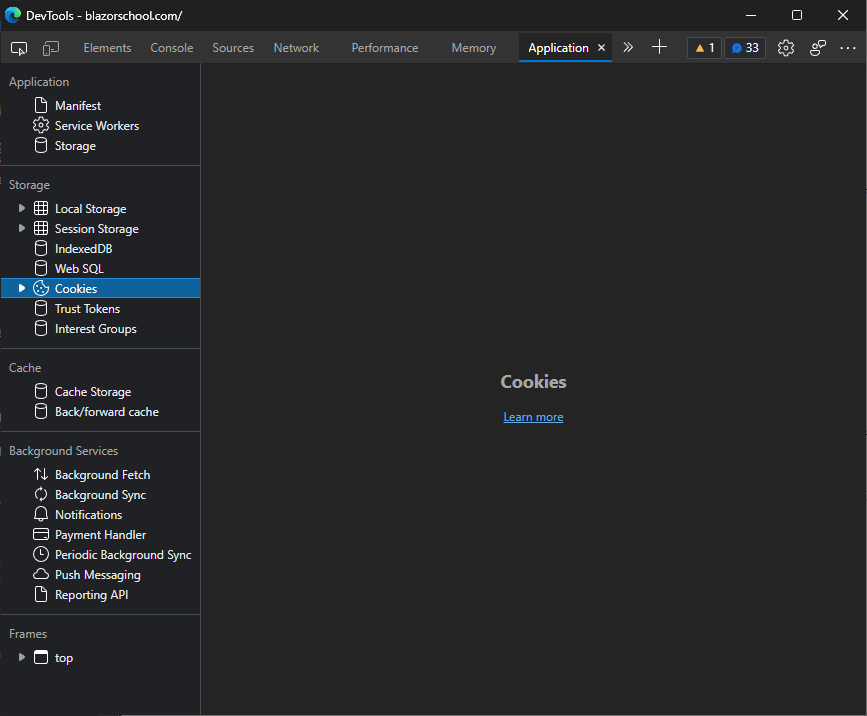 DevTools - blazorschool.com/
Elements Console Sources Network Performance Memory Application 1 33
Application
Manifest
Service Workers
Storage
Storage
Local Storage
Session Storage
IndexedDB
Web SQL
Cookies
Trust Tokens
Interest Groups
Cache
Cache Storage
Back/forward cache
Background Services
Background Fetch
Background Sync
Notifications
Payment Handler
Periodic Background Sync
Push Messaging
Reporting API
Frames
top
Cookies
Learn more